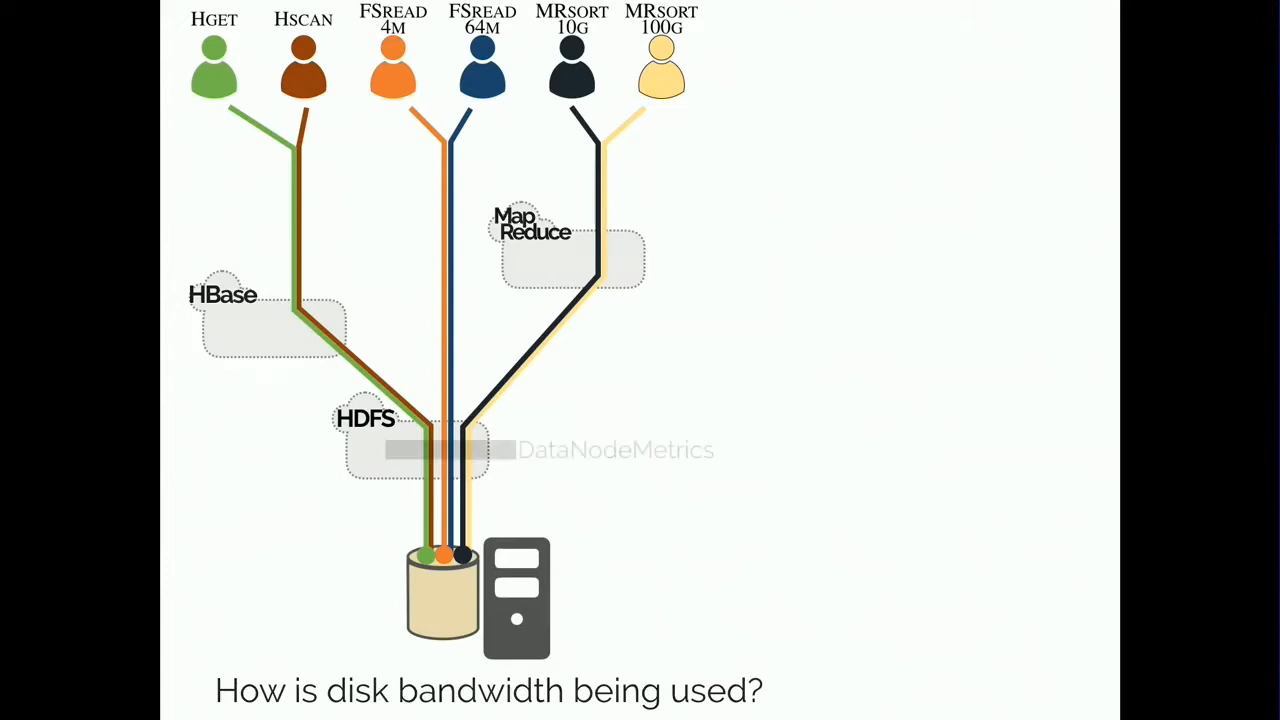 HGET
HSCAN
FSREAD
4M
FSREAD
64M
MRSORT
10G
MRSORT
100G
Map
Reduce
HBase
HDFS
DataNodeMetrics
How is disk bandwidth being used?